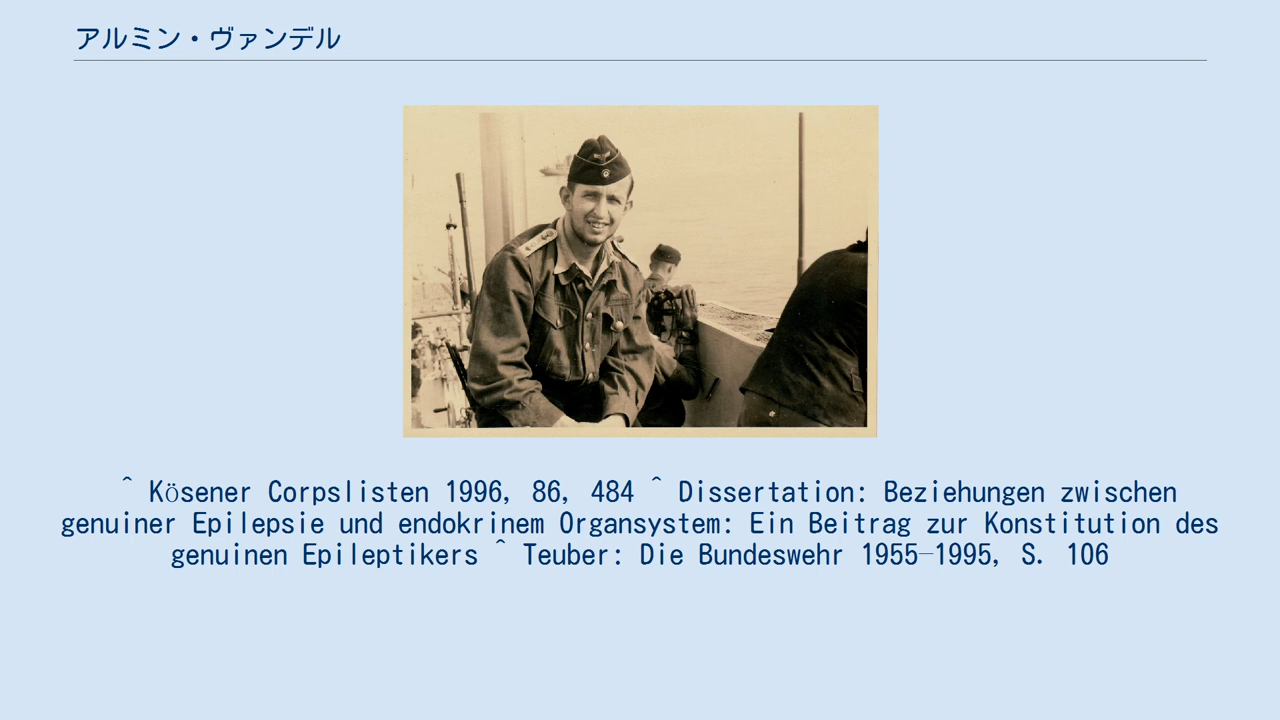 アルミン・ヴァンデル
^ Kösener Corpslisten 1996, 86, 484 ^ Dissertation: Beziehungen zwischen
genuiner Epilepsie und endokrinem Organsystem: Ein Beitrag zur Konstitution des
genuinen Epileptikers ^ Teuber: Die Bundeswehr 1955–1995, S. 106